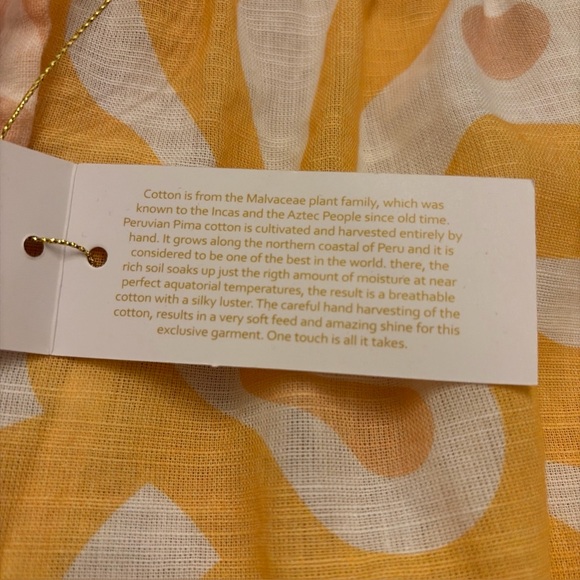 Cotton is from the Malvaceae plant family, which was
known to the Incas and the Aztec People since old time.
Peruvian Pima cotton is cultivated and harvested entirely by
hand. It grows along the northern coastal of Peru and it is
considered to be one of the best in the world. there, the
rich soil soaks up just the rigth amount of moisture at near
perfect aquatorial temperatures, the result is a breathable
cotton with a silky luster. The careful hand harvesting of the
cotton, results in a very soft feed and amazing shine for this
exclusive garment. One touch is all it takes.